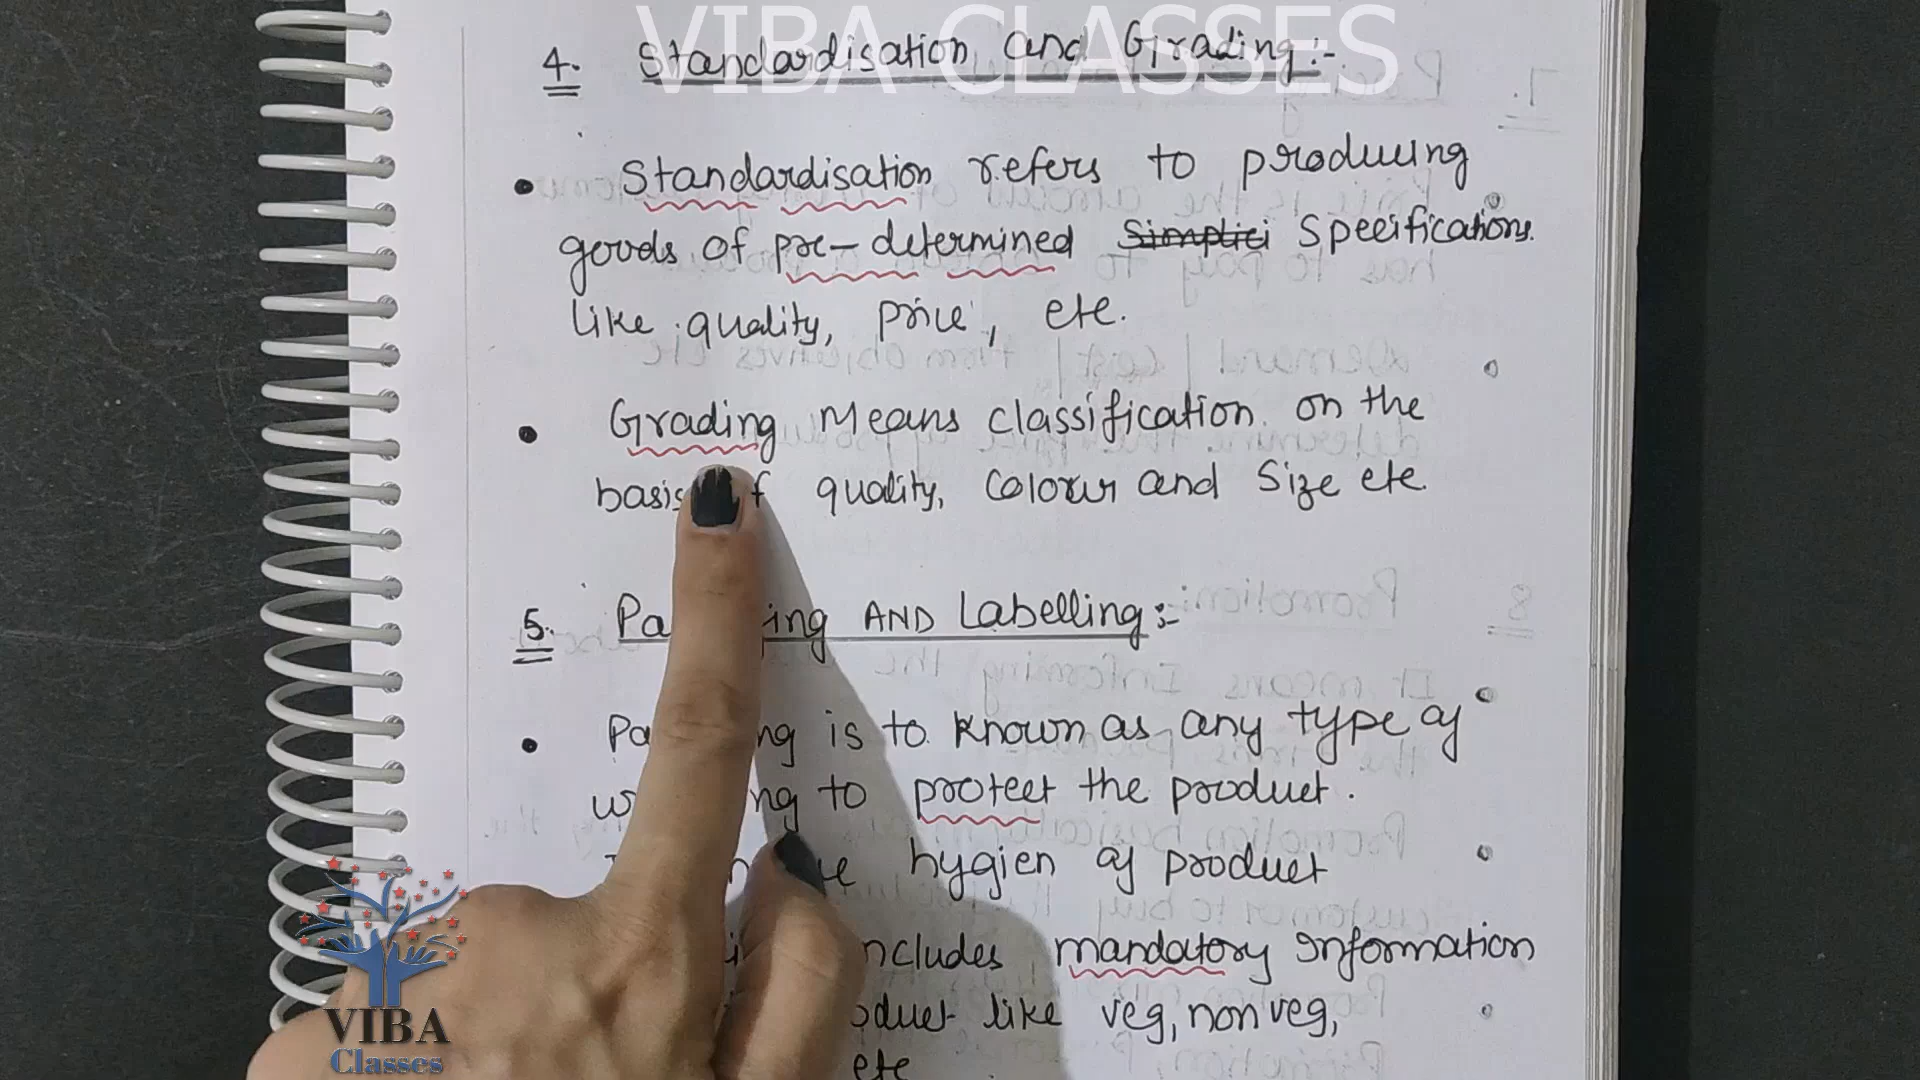 VIBA CLASSES
4. Standardisation and Grading :-
• Standardisation refers to producing
goods of pre-determined Simplici Specifications.
like quality, price, etc.
• Grading Means classification on the
basis of quality, Colour and Size etc.
5. Pa ing AND Labelling :-
• Pa ng is to known as any type of
w ng to protect the product.
hygien of product
ncludes mandatory Information
oduct like veg, non veg,
etc
VIBA
Classes